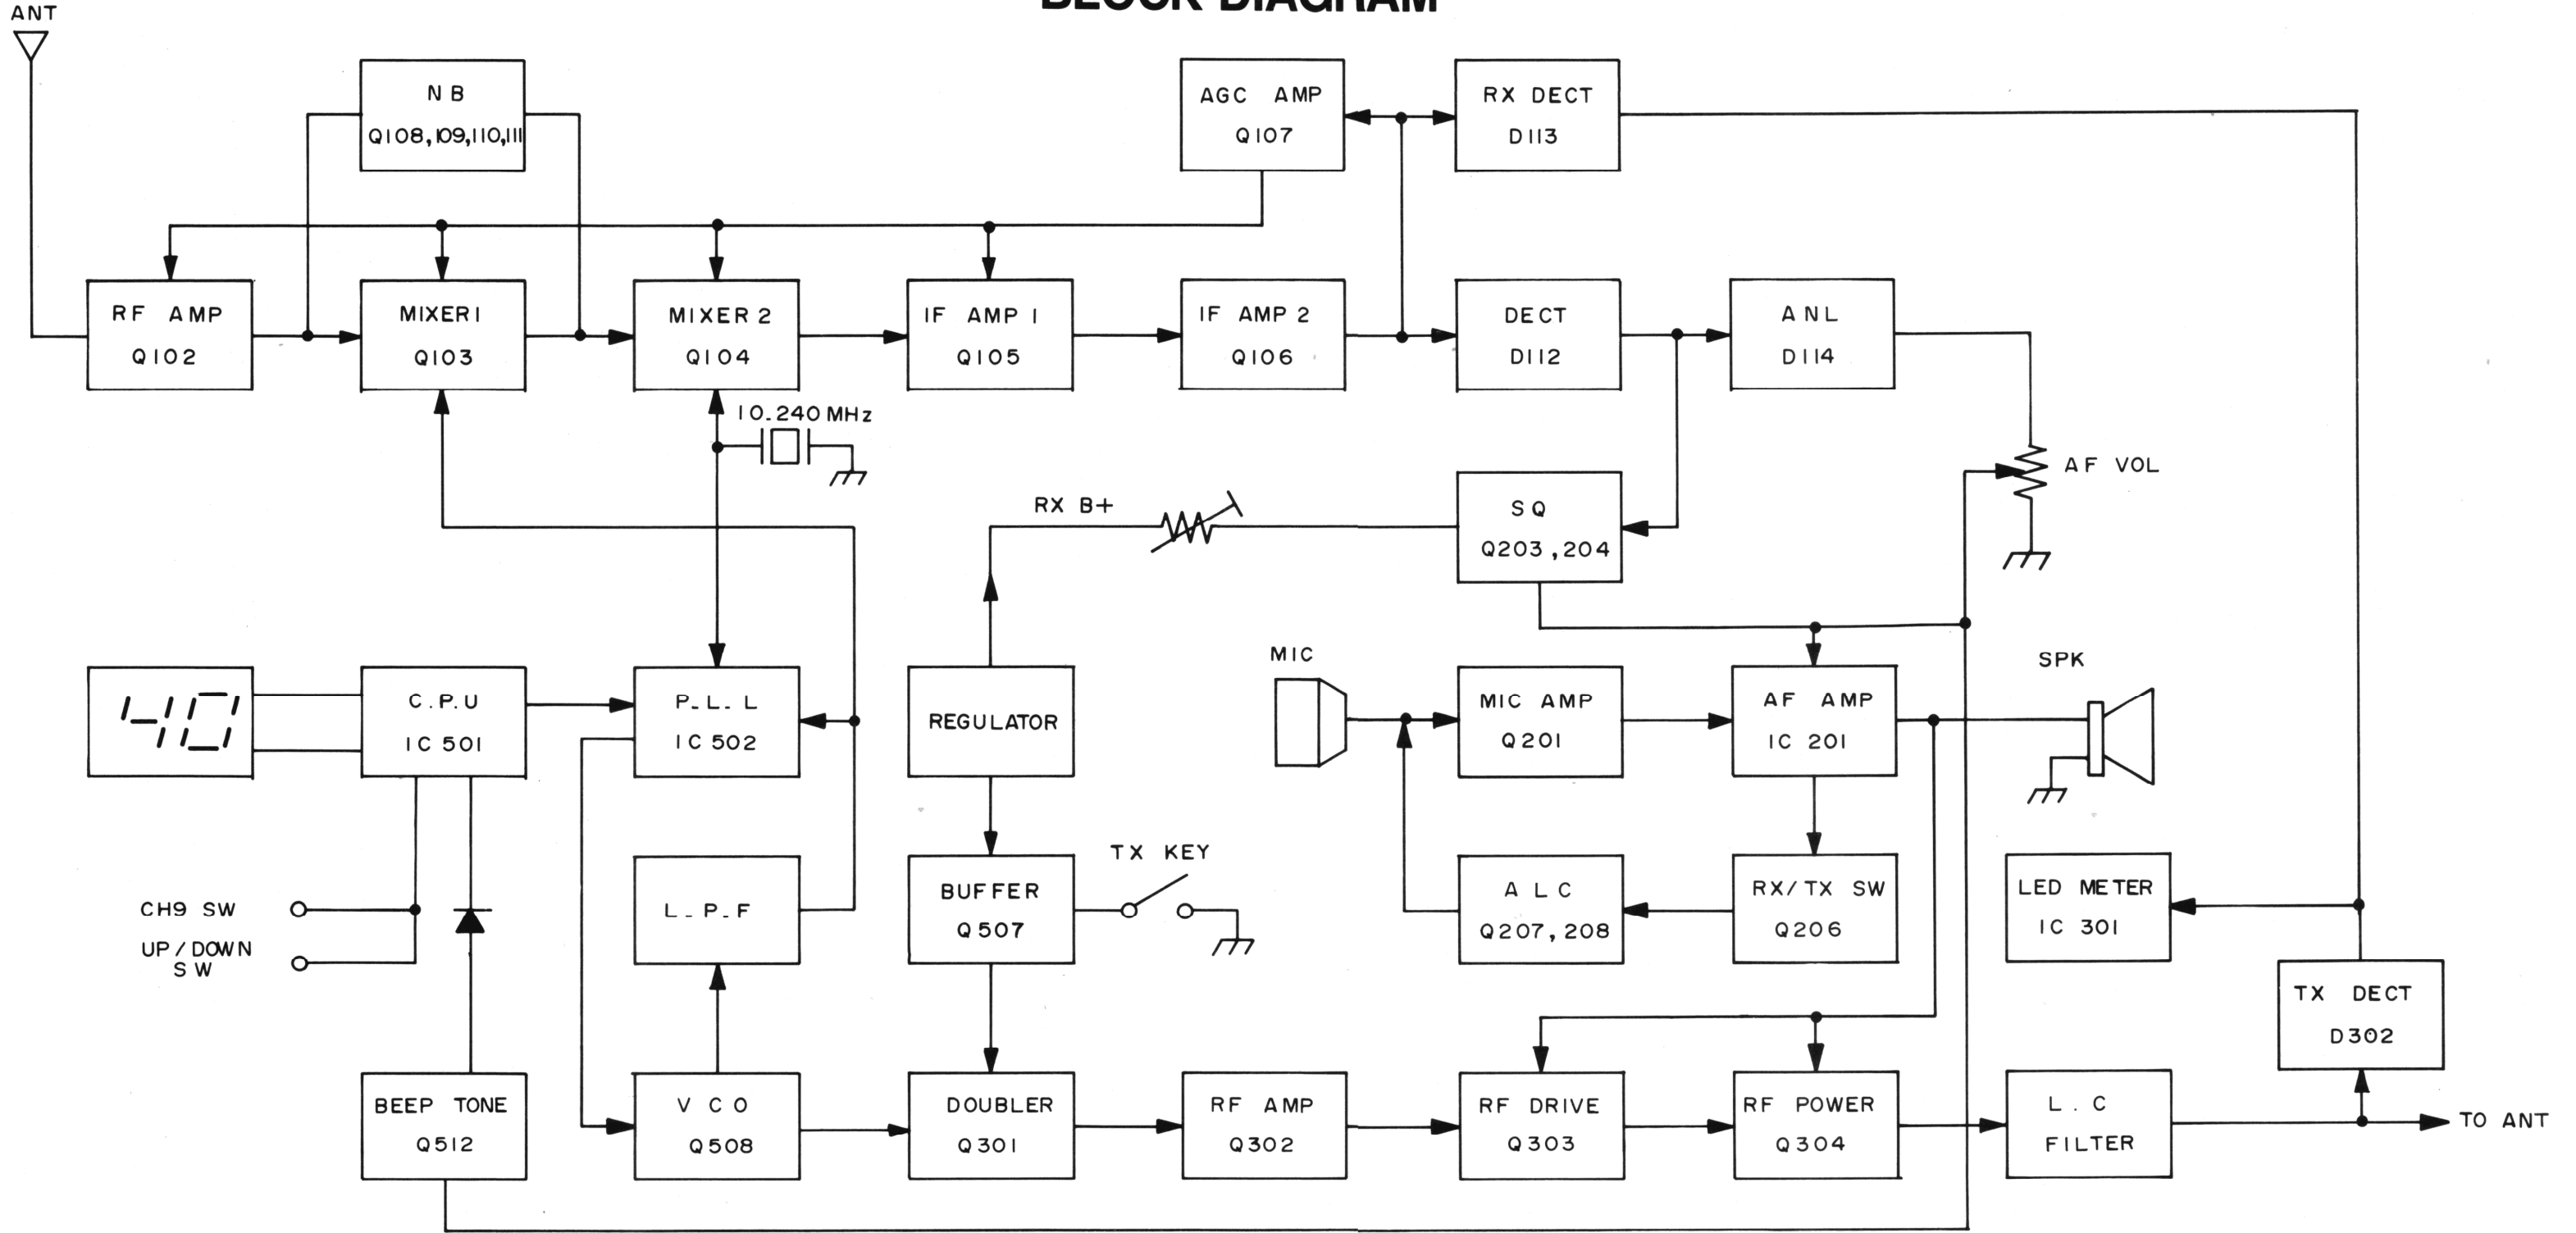 BLOCK DIAGRAM
ANT
N B
Q108,109,110,111
AGC AMP
Q107
RX DECT
D113
RF AMP
Q102
MIXER1
Q103
MIXER 2
Q104
IF AMP 1
Q105
IF AMP 2
Q106
DECT
D112
ANL
D114
10.240 MHz
AF VOL
RX B+
SQ
Q203,204
MIC
SPK
40
C.P.U
IC 501
P.L.L
IC 502
REGULATOR
MIC AMP
Q201
AF AMP
IC 201
TX KEY
CH9 SW
UP/DOWN
SW
L.P.F
BUFFER
Q507
A L C
Q207,208
RX/TX SW
Q206
LED METER
IC 301
TX DECT
D302
BEEP TONE
Q512
V C O
Q508
DOUBLER
Q301
RF AMP
Q302
RF DRIVE
Q303
RF POWER
Q304
L.C
FILTER
TO ANT